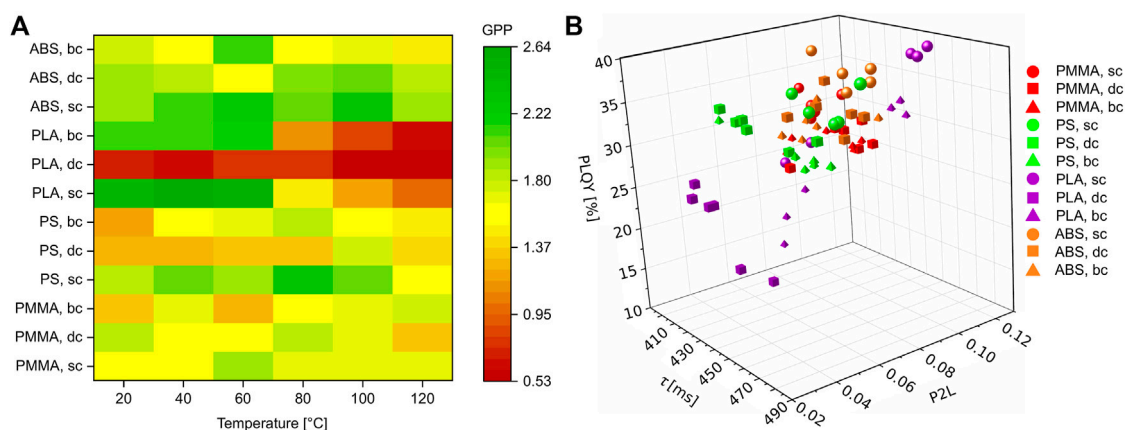 A
GPP
ABS, bc
ABS, dc
ABS, sc
PLA, bc
PLA, dc
PLA, sc
PS, bc
PS, dc
PS, sc
PMMA, bc
PMMA, dc
PMMA, sc
20 40 60 80 100 120
Temperature [°C]
2.64
2.22
1.80
1.37
0.95
0.53
B
PLQY [%]
40
35
30
25
20
15
10
410
430
450
470
490
τ[ms]
0.02
0.04
0.06
0.08
0.10
0.12
P2L
PMMA, sc
PMMA, dc
PMMA, bc
PS, sc
PS, dc
PS, bc
PLA, sc
PLA, dc
PLA, bc
ABS, sc
ABS, dc
ABS, bc